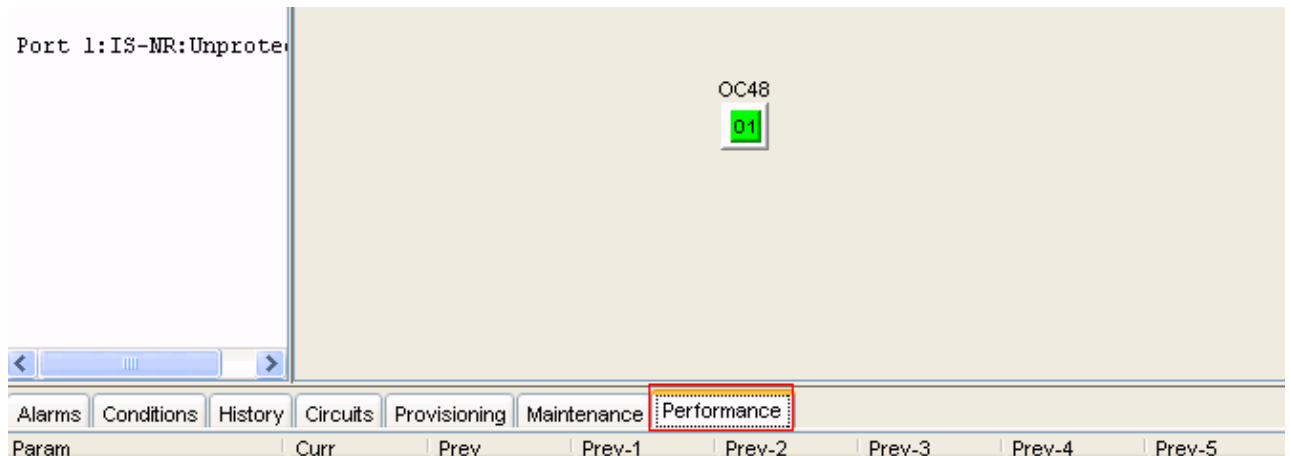 Port 1:IS-NR:Unprote
OC48
01
Alarms Conditions History Circuits Provisioning Maintenance Performance
Param Curr Prev Prev-1 Prev-2 Prev-3 Prev-4 Prev-5